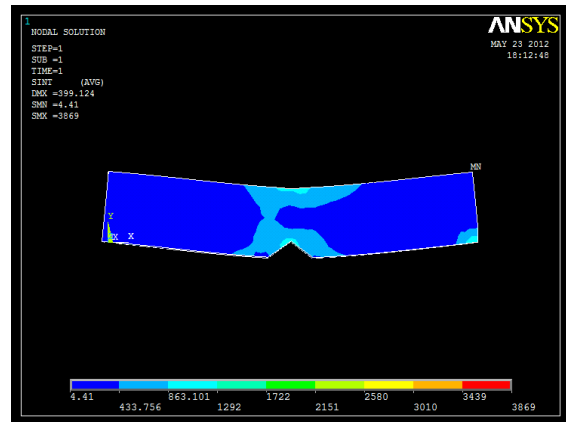 1
NODAL SOLUTION
STEP=1
SUB =1
TIME=1
SINT (AVG)
DMX =399.124
SMN =4.41
SMX =3869
ANSYS
MAY 23 2012
18:12:48
MN
Y
X
4.41 863.101 1722 2580 3439
433.756 1292 2151 3010 3869